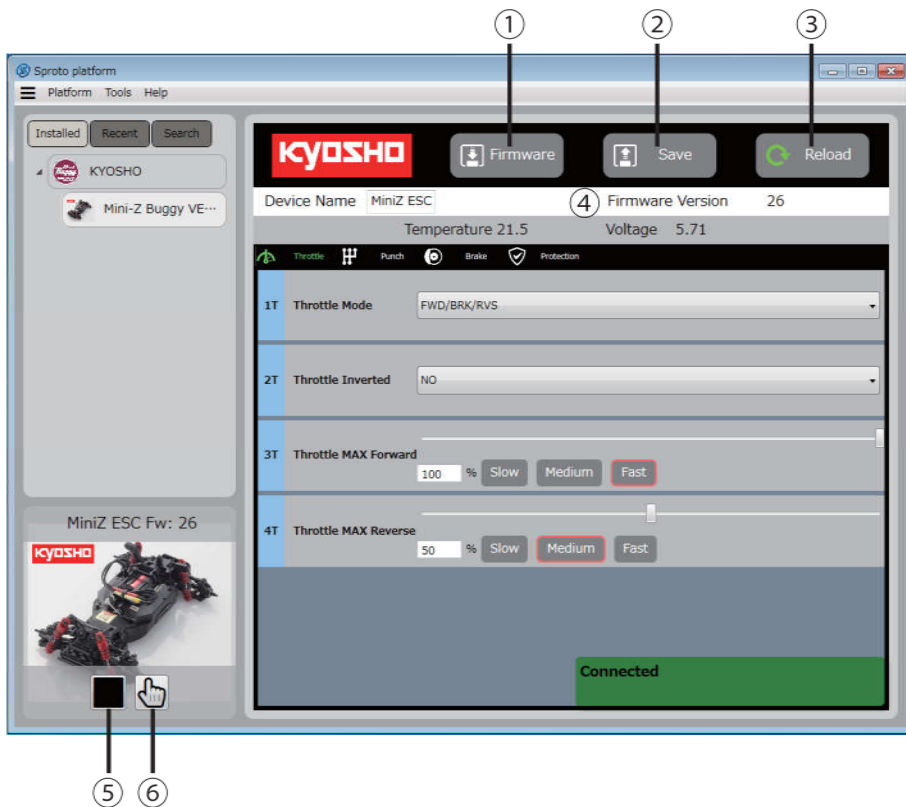 ① ② ③
Sproto platform
Platform Tools Help
Installed Recent Search
KYOSHO
Mini-Z Buggy VE···
KYOSHO Firmware Save Reload
Device Name MiniZ ESC ④ Firmware Version 26
Temperature 21.5 Voltage 5.71
Throttle Punch Brake Protection
1T Throttle Mode FWD/BRK/RVS
2T Throttle Inverted NO
3T Throttle MAX Forward
100 % Slow Medium Fast
4T Throttle MAX Reverse
50 % Slow Medium Fast
MiniZ ESC Fw: 26
KYOSHO
Connected
⑤ ⑥